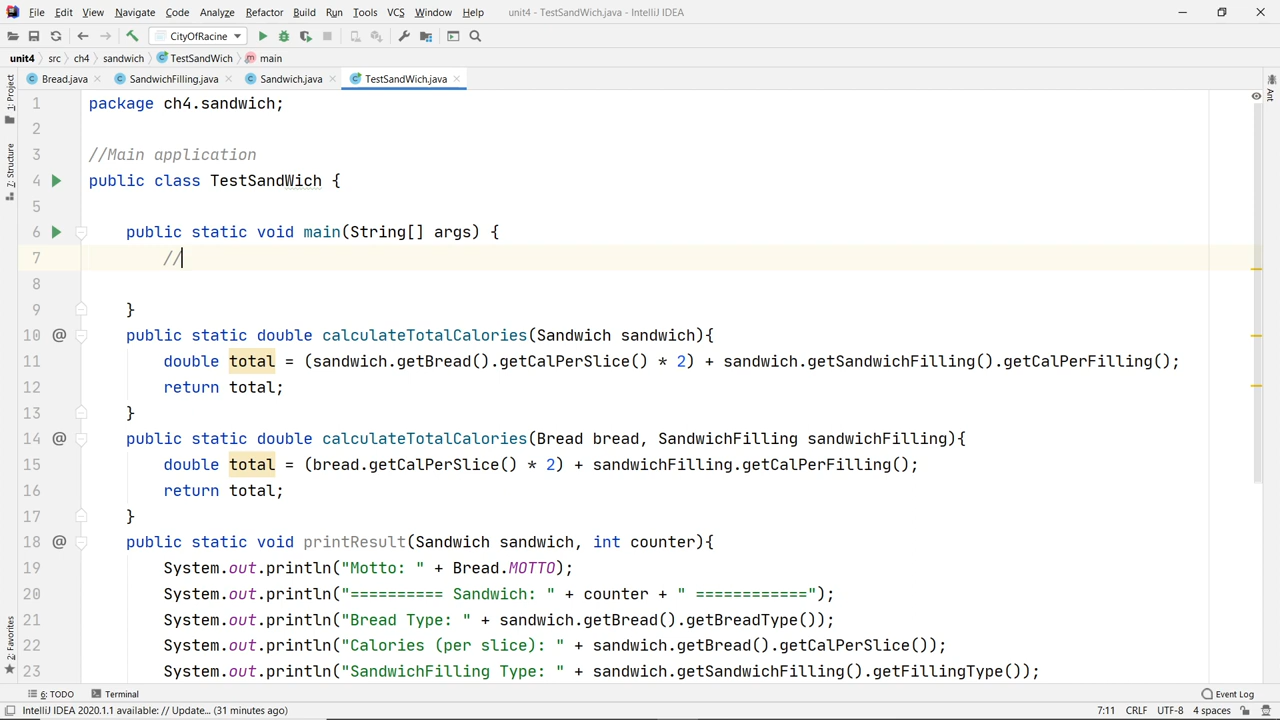 File Edit View Navigate Code Analyze Refactor Build Run Tools VCS Window Help unit4 - TestSandWich.java - IntelliJ IDEA
CityOfRacine
unit4 src ch4 sandwich TestSandWich main
Bread.java SandwichFilling.java Sandwich.java TestSandWich.java
1: Project
7: Structure
2: Favorites
Ant
1 package ch4.sandwich;
2
3 //Main application
4 public class TestSandWich {
5
6 public static void main(String[] args) {
7 //
8
9 }
10 @ public static double calculateTotalCalories(Sandwich sandwich){
11 double total = (sandwich.getBread().getCalPerSlice() * 2) + sandwich.getSandwichFilling().getCalPerFilling();
12 return total;
13 }
14 @ public static double calculateTotalCalories(Bread bread, SandwichFilling sandwichFilling){
15 double total = (bread.getCalPerSlice() * 2) + sandwichFilling.getCalPerFilling();
16 return total;
17 }
18 @ public static void printResult(Sandwich sandwich, int counter){
19 System.out.println("Motto: " + Bread.MOTTO);
20 System.out.println("========== Sandwich: " + counter + " ============");
21 System.out.println("Bread Type: " + sandwich.getBread().getBreadType());
22 System.out.println("Calories (per slice): " + sandwich.getBread().getCalPerSlice());
23 System.out.println("SandwichFilling Type: " + sandwich.getSandwichFilling().getFillingType());
6: TODO Terminal Event Log
IntelliJ IDEA 2020.1.1 available: // Update... (31 minutes ago) 7:11 CRLF UTF-8 4 spaces